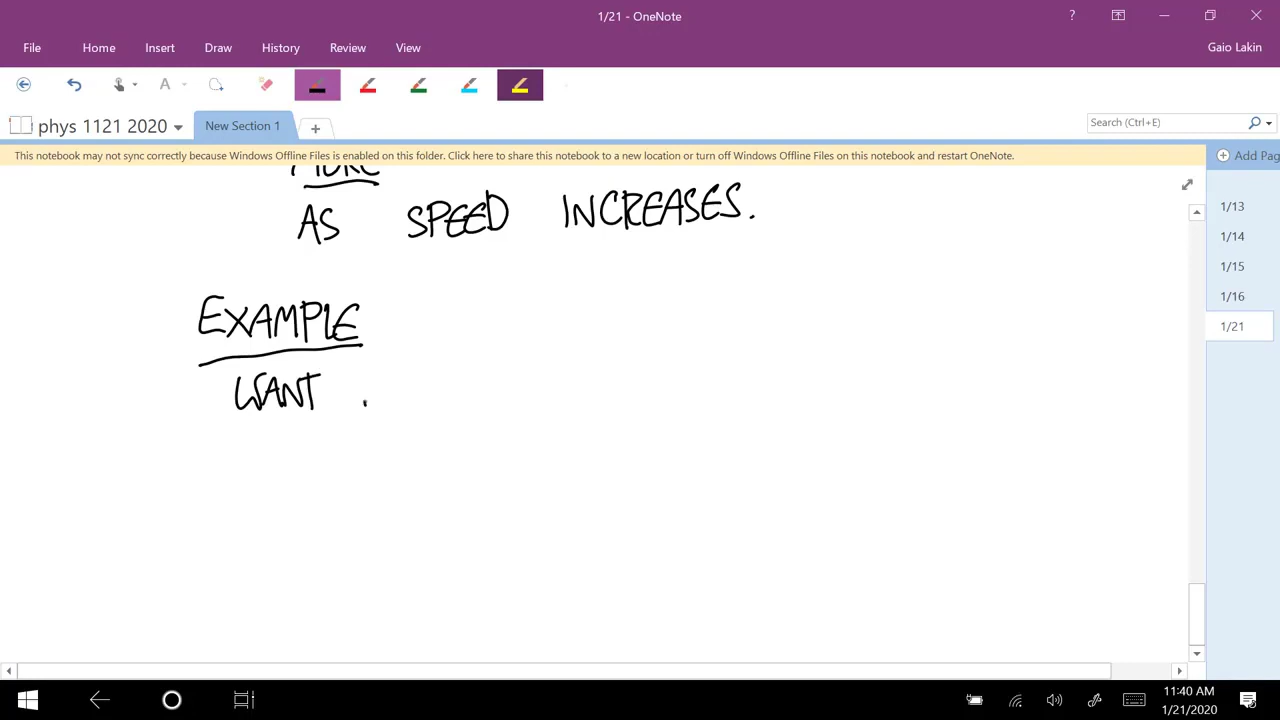 1/21 - OneNote
?
File Home Insert Draw History Review View Gaio Lakin
phys 1121 2020 New Section 1 Search (Ctrl+E)
This notebook may not sync correctly because Windows Offline Files is enabled on this folder. Click here to share this notebook to a new location or turn off Windows Offline Files on this notebook and restart OneNote.
Add Pag
1/13
1/14
1/15
1/16
1/21
MORE
AS SPEED INCREASES.
EXAMPLE
WANT
11:40 AM
1/21/2020